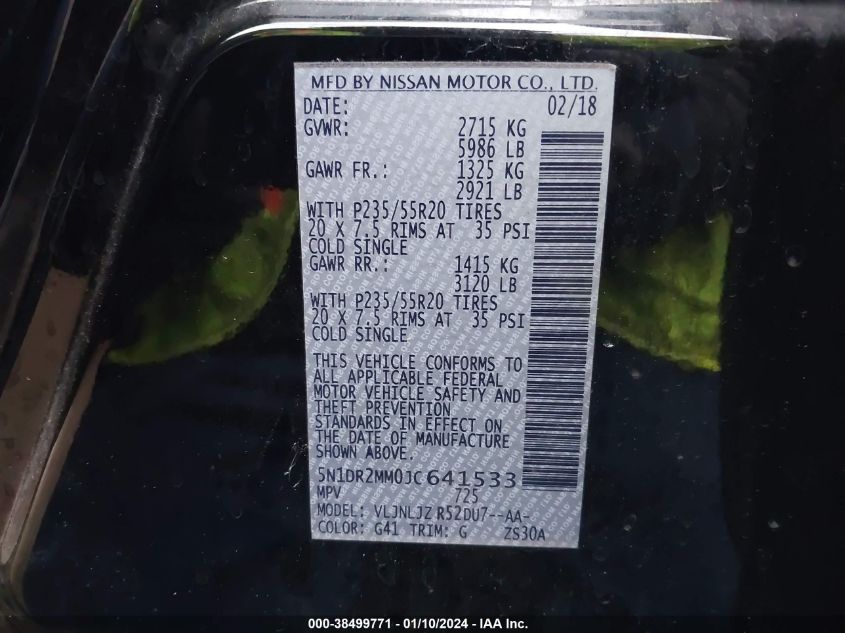 MFD BY NISSAN MOTOR CO., LTD.
DATE: 02/18
GVWR: 2715 KG
5986 LB
GAWR FR.: 1325 KG
2921 LB
WITH P235/55R20 TIRES
20 X 7.5 RIMS AT 35 PSI
COLD SINGLE
GAWR RR.: 1415 KG
3120 LB
WITH P235/55R20 TIRES
20 X 7.5 RIMS AT 35 PSI
COLD SINGLE
THIS VEHICLE CONFORMS TO
ALL APPLICABLE FEDERAL
MOTOR VEHICLE SAFETY AND
THEFT PREVENTION
STANDARDS IN EFFECT ON
THE DATE OF MANUFACTURE
SHOWN ABOVE.
5N1DR2MM0JC641533
MPV 725
MODEL: VLJNLJZ R52DU7--AA-
COLOR: G41 TRIM: G ZS30A
000-38499771 - 01/10/2024 - IAA Inc.